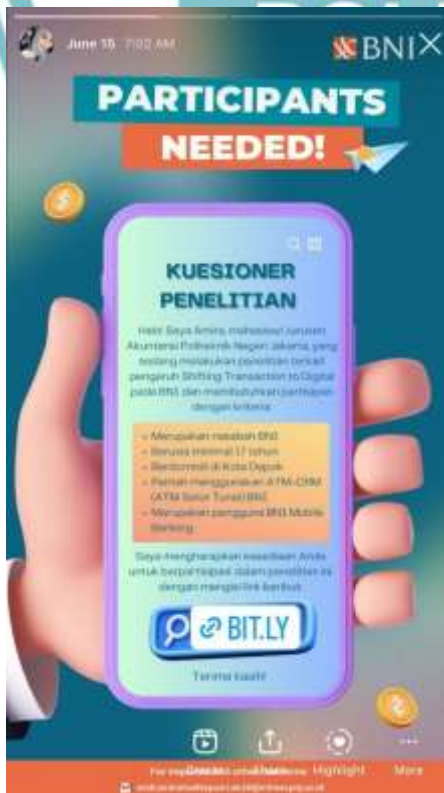 June 15 7:02 AM
BNI
PARTICIPANTS
NEEDED!
KUESIONER
PENELITIAN
Halo! Saya Amira, mahasiswi Jurusan
Akuntansi Politeknik Negeri Jakarta, yang
sedang melakukan penelitian terkait
pengaruh Shifting Transaction to Digital
pada BNI, dan membutuhkan partisipan
dengan kriteria
Merupakan nasabah BNI
Berusia minimal 17 tahun
Berdomisili di Kota Depok
Pernah menggunakan ATM-CRM
(ATM Setor Tunai) BNI
Merupakan pengguna BNI Mobile
Banking
Saya mengharapkan kesediaan Anda
untuk berpartisipasi dalam penelitian ini
dengan mengisi link berikut
BIT.LY
Terima kasih!
Highlight
More